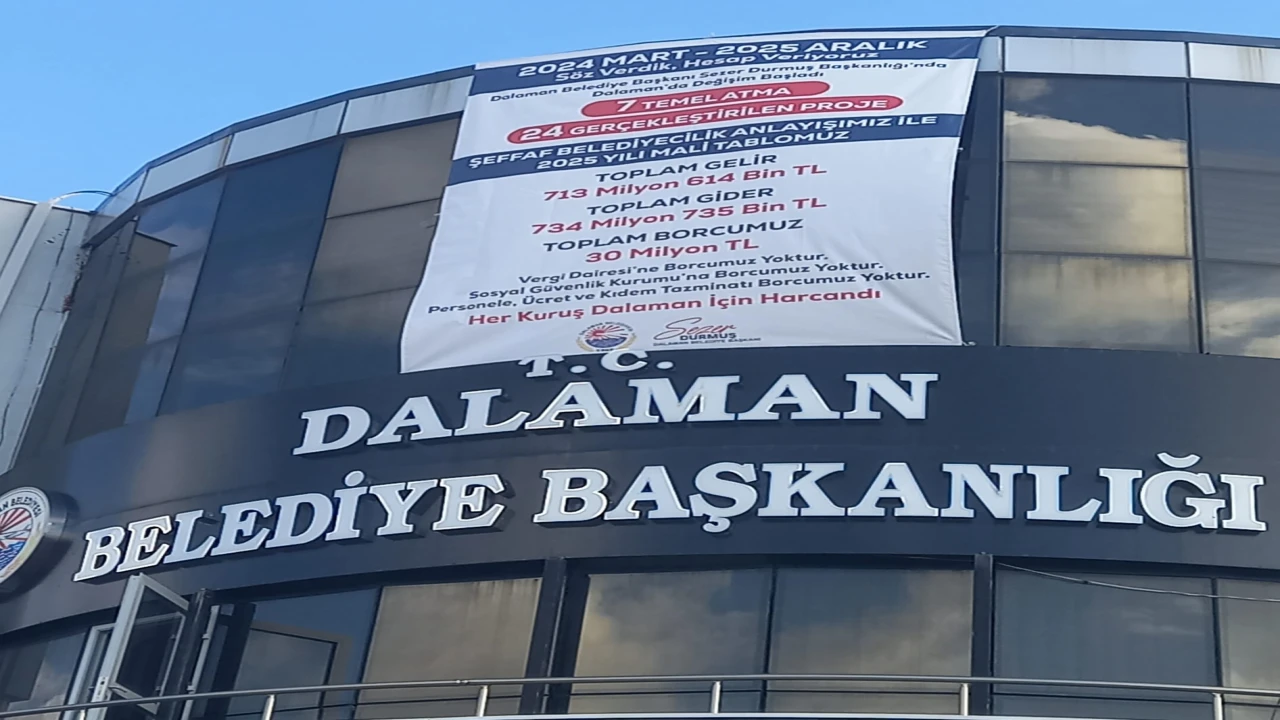 2024 MART - 2025 ARALIK
Söz Verdik, Hesap Veriyoruz
Dalaman Belediye Başkanı Sezer Durmuş Başkanlığı'nda
Dalaman'da Değişim Başladı
7 TEMEL ATMA
24 GERÇEKLEŞTİRİLEN PROJE
ŞEFFAF BELEDİYECİLİK ANLAYIŞIMIZ İLE
2025 YILI MALİ TABLOMUZ
TOPLAM GELİR
713 Milyon 614 Bin TL
TOPLAM GİDER
734 Milyon 735 Bin TL
TOPLAM BORCUMUZ
30 Milyon TL
Vergi Dairesi'ne Borcumuz Yoktur.
Sosyal Güvenlik Kurumu'na Borcumuz Yoktur.
Personele, Ücret ve Kıdem Tazminatı Borcumuz Yoktur.
Her Kuruş Dalaman İçin Harcandı
Sezer
DURMUŞ
DALAMAN BELEDİYE BAŞKANI
T.C.
DALAMAN
BELEDİYE BAŞKANLIĞI